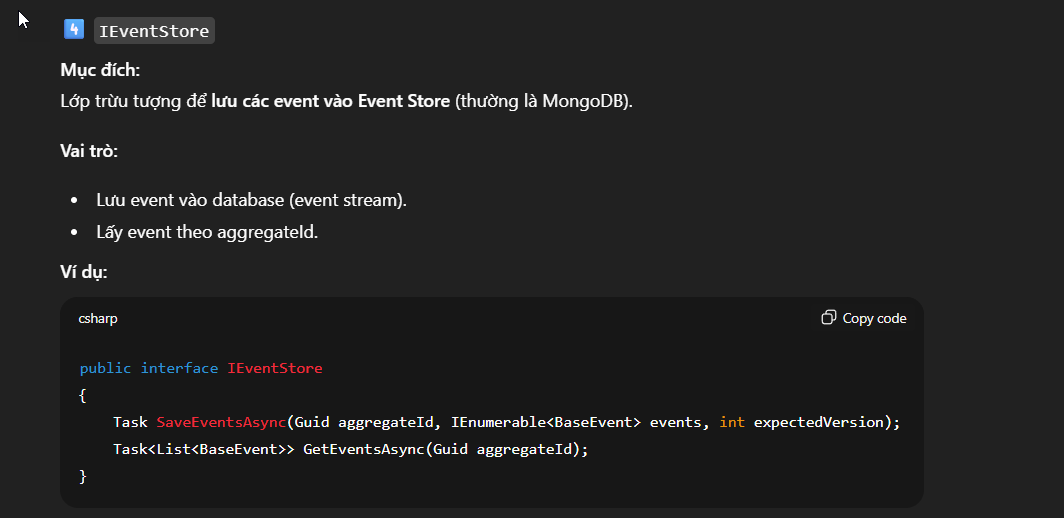 4 IEventStore
Mục đích:
Lớp trừu tượng để lưu các event vào Event Store (thường là MongoDB).
Vai trò:
• Lưu event vào database (event stream).
• Lấy event theo aggregateId.
Ví dụ:
csharp Copy code
public interface IEventStore
{
    Task SaveEventsAsync(Guid aggregateId, IEnumerable<BaseEvent> events, int expectedVersion);
    Task<List<BaseEvent>> GetEventsAsync(Guid aggregateId);
}